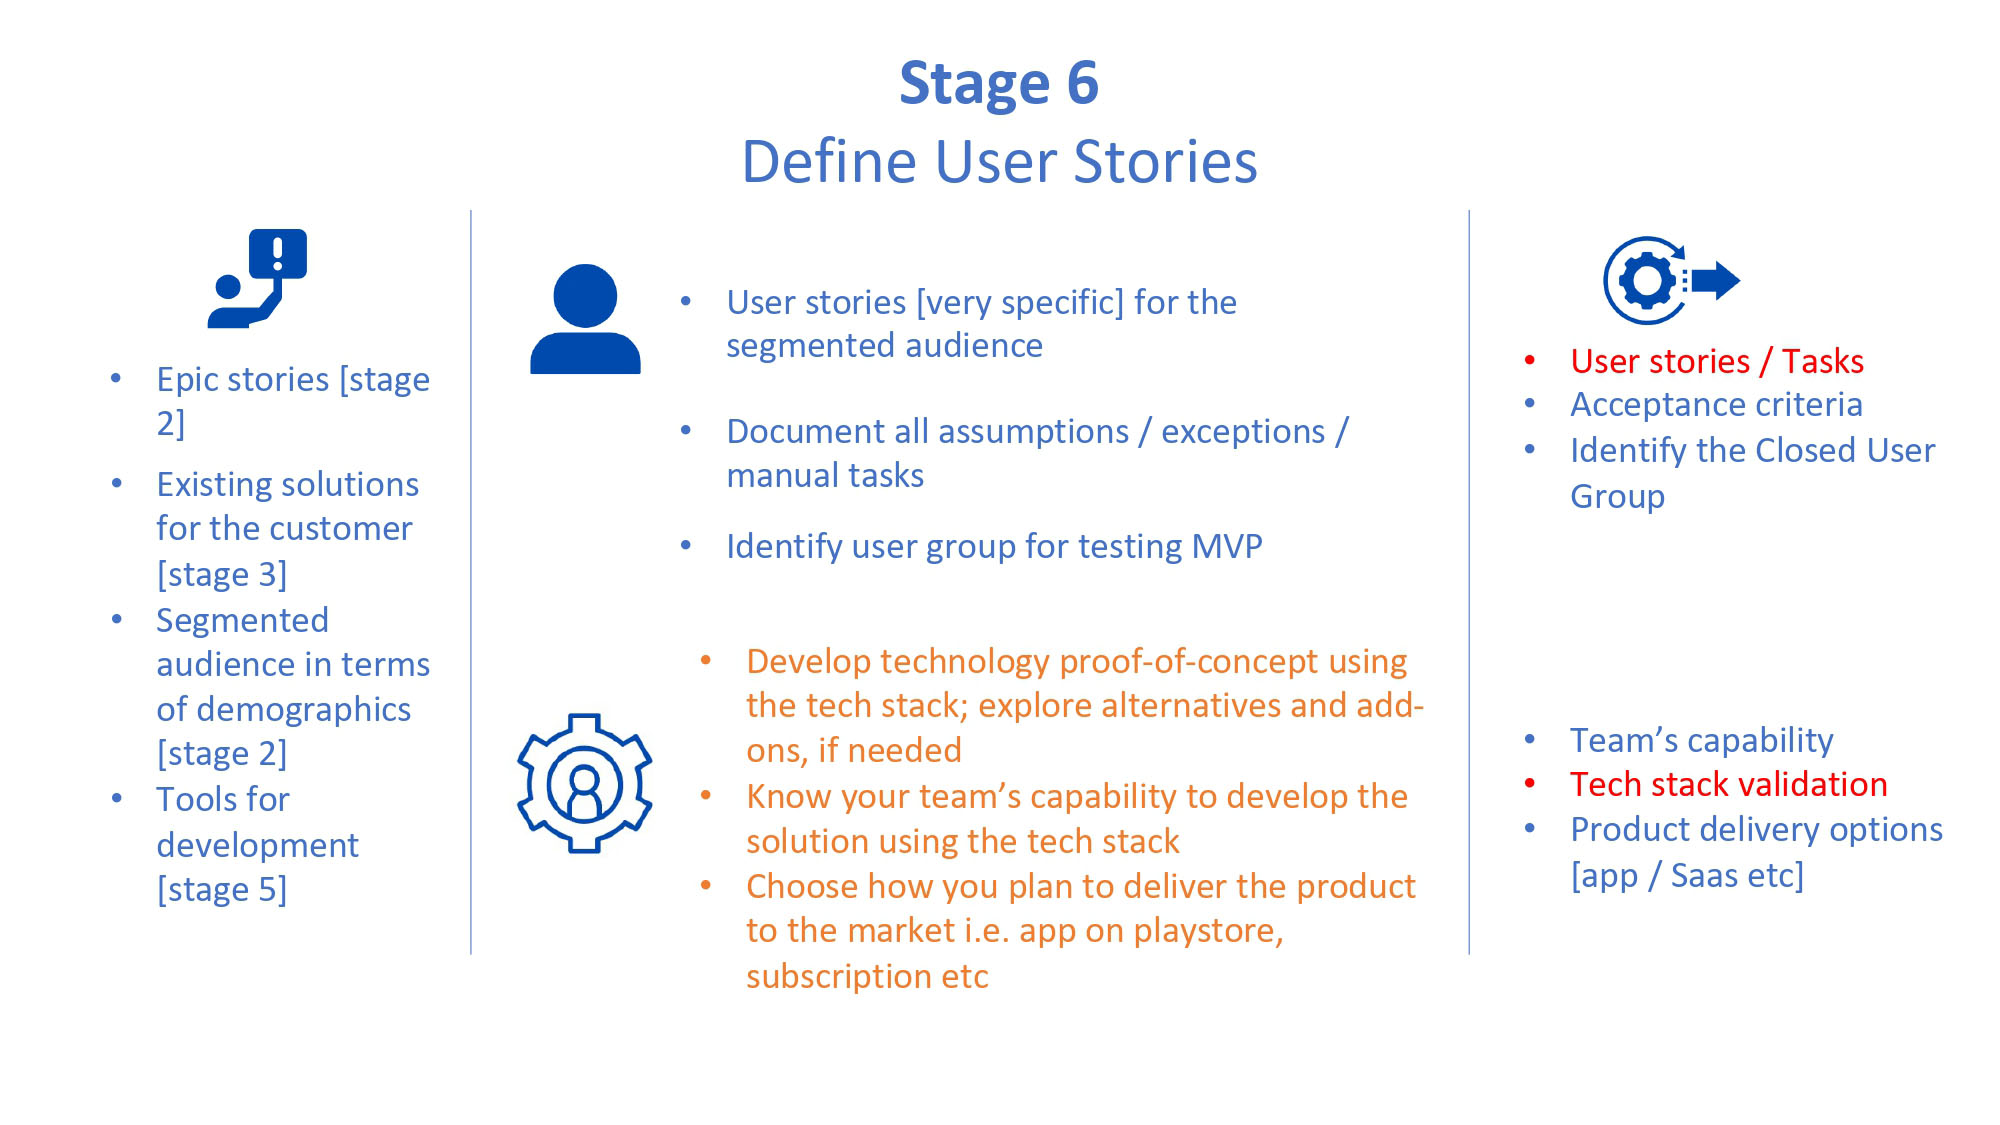 Stage 6
Define User Stories
• Epic stories [stage
2]
• Existing solutions
for the customer
[stage 3]
• Segmented
audience in terms
of demographics
[stage 2]
• Tools for
development
[stage 5]
• User stories [very specific] for the
segmented audience
• Document all assumptions / exceptions /
manual tasks
• Identify user group for testing MVP
• Develop technology proof-of-concept using
the tech stack; explore alternatives and add-
ons, if needed
• Know your team’s capability to develop the
solution using the tech stack
• Choose how you plan to deliver the product
to the market i.e. app on playstore,
subscription etc
• User stories / Tasks
• Acceptance criteria
• Identify the Closed User
Group
• Team’s capability
• Tech stack validation
• Product delivery options
[app / Saas etc]